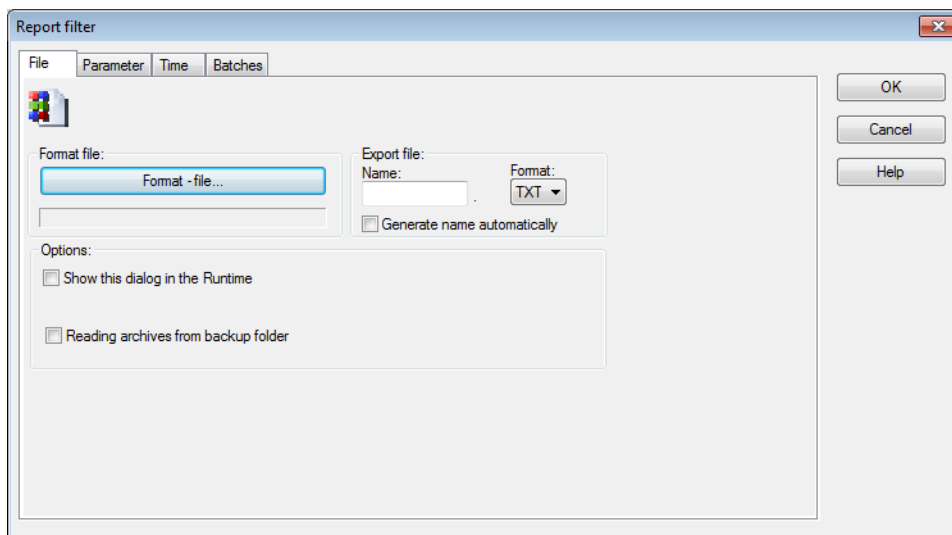 Report filter
File
Parameter
Time
Batches
OK
Cancel
Help
Format file:
Format - file...
Export file:
Name:
Format:
.
TXT
Generate name automatically
Options:
Show this dialog in the Runtime
Reading archives from backup folder